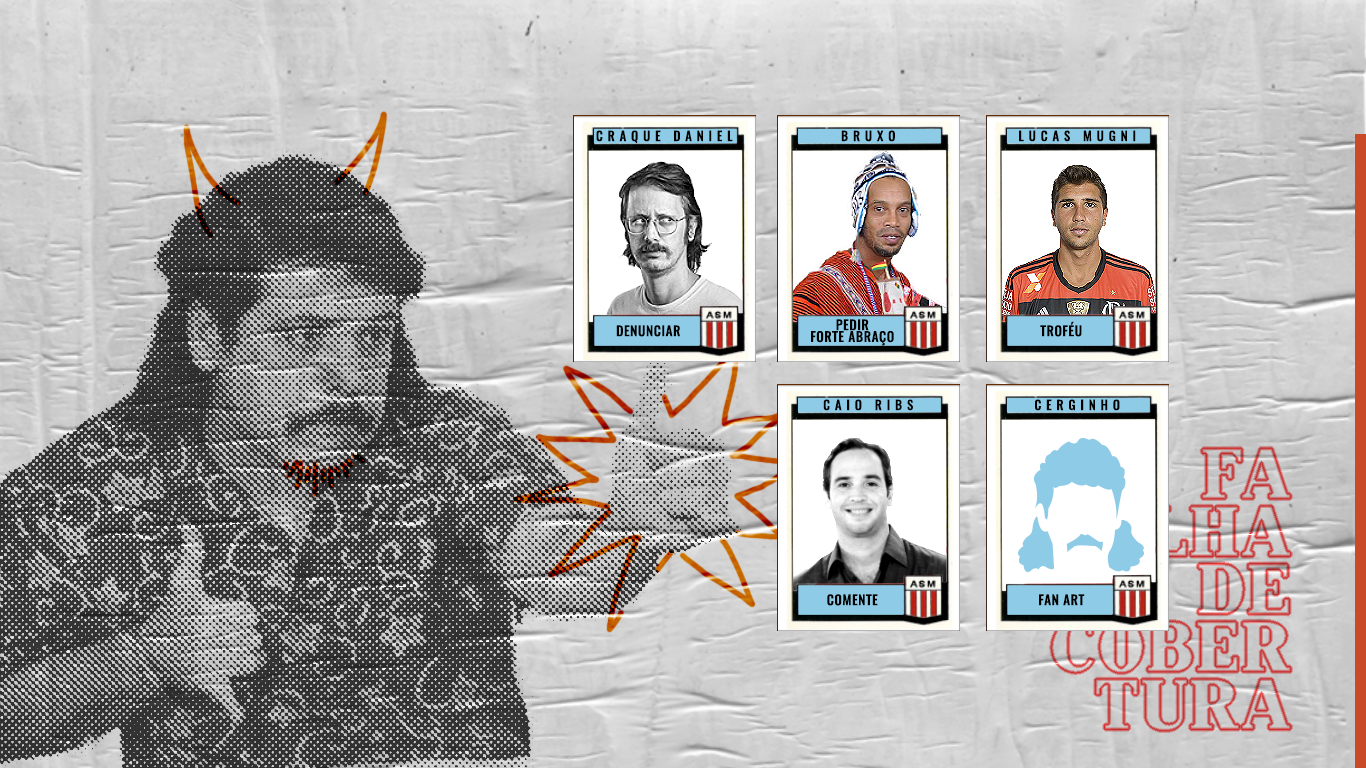 CRAQUE DANIEL
DENUNCIAR
ASM
BRUXO
PEDIR
FORTE ABRAÇO
ASM
LUCAS MUGNI
TROFÉU
ASM
CAIO RIBS
COMENTE
ASM
CERGINHO
FAN ART
ASM
FA
LHA
DE
COBER
TURA